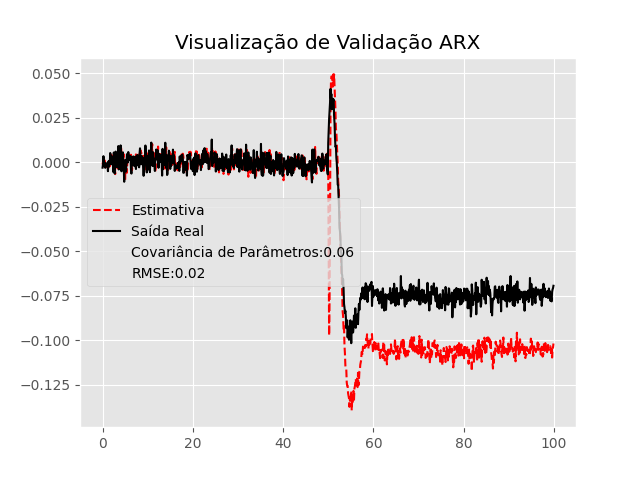 Visualização de Validação ARX
0.050
0.025
0.000
−0.025
−0.050
−0.075
−0.100
−0.125
Estimativa
Saída Real
Covariância de Parâmetros:0.06
RMSE:0.02
0 20 40 60 80 100